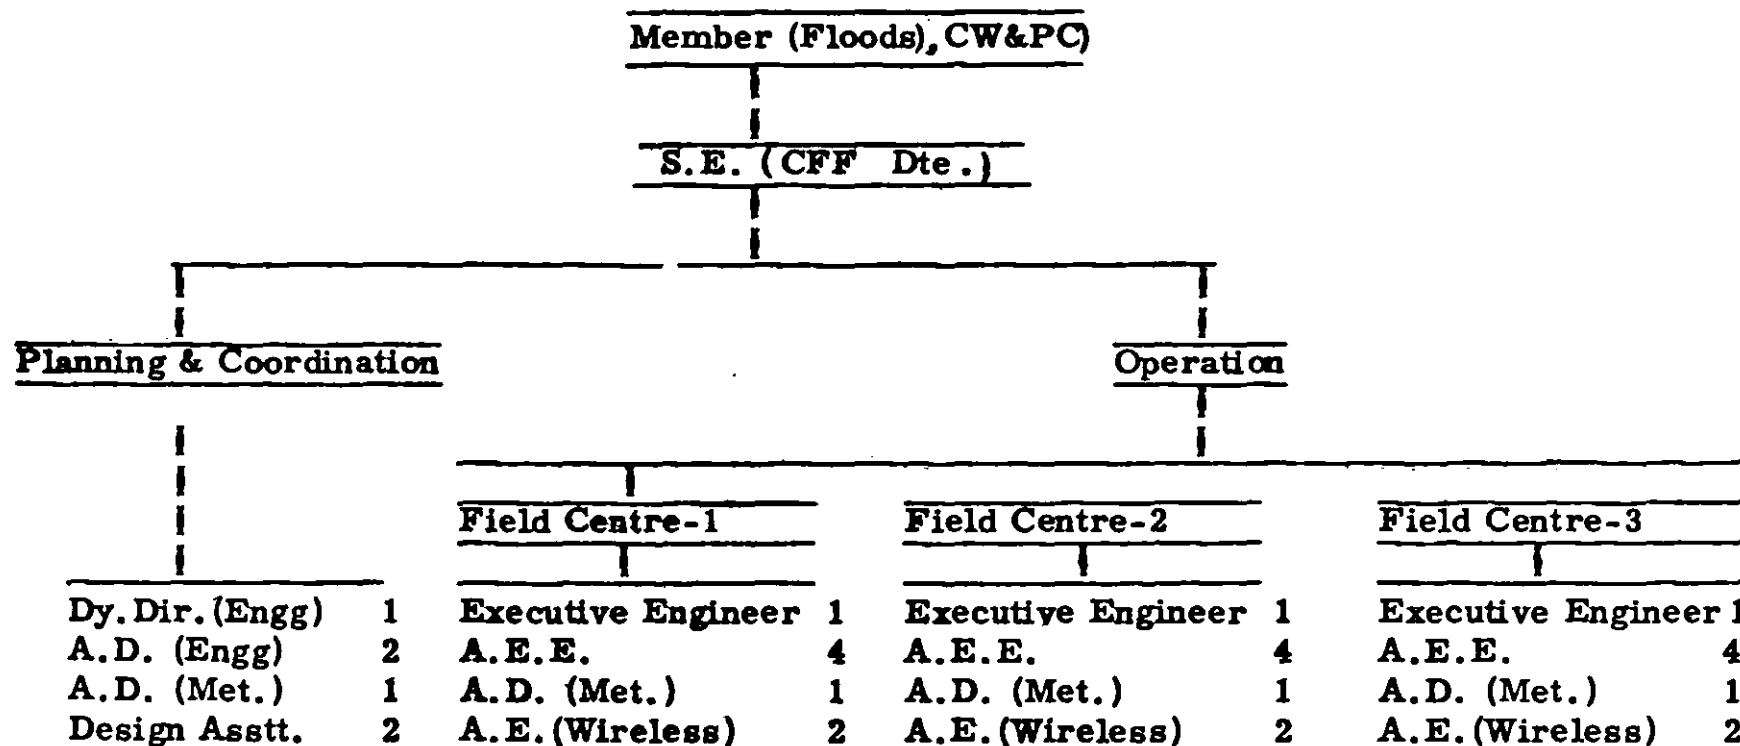 Member (Floods), CW&PC)
S.E. (CFF Dte.)
Planning & Coordination
Operation
Field Centre-1
Field Centre-2
Field Centre-3
Dy. Dir. (Engg) 1
A.D. (Engg) 2
A.D. (Met.) 1
Design Asstt. 2
Executive Engineer 1
A.E.E. 4
A.D. (Met.) 1
A.E. (Wireless) 2
Executive Engineer 1
A.E.E. 4
A.D. (Met.) 1
A.E. (Wireless) 2
Executive Engineer 1
A.E.E. 4
A.D. (Met.) 1
A.E. (Wireless) 2